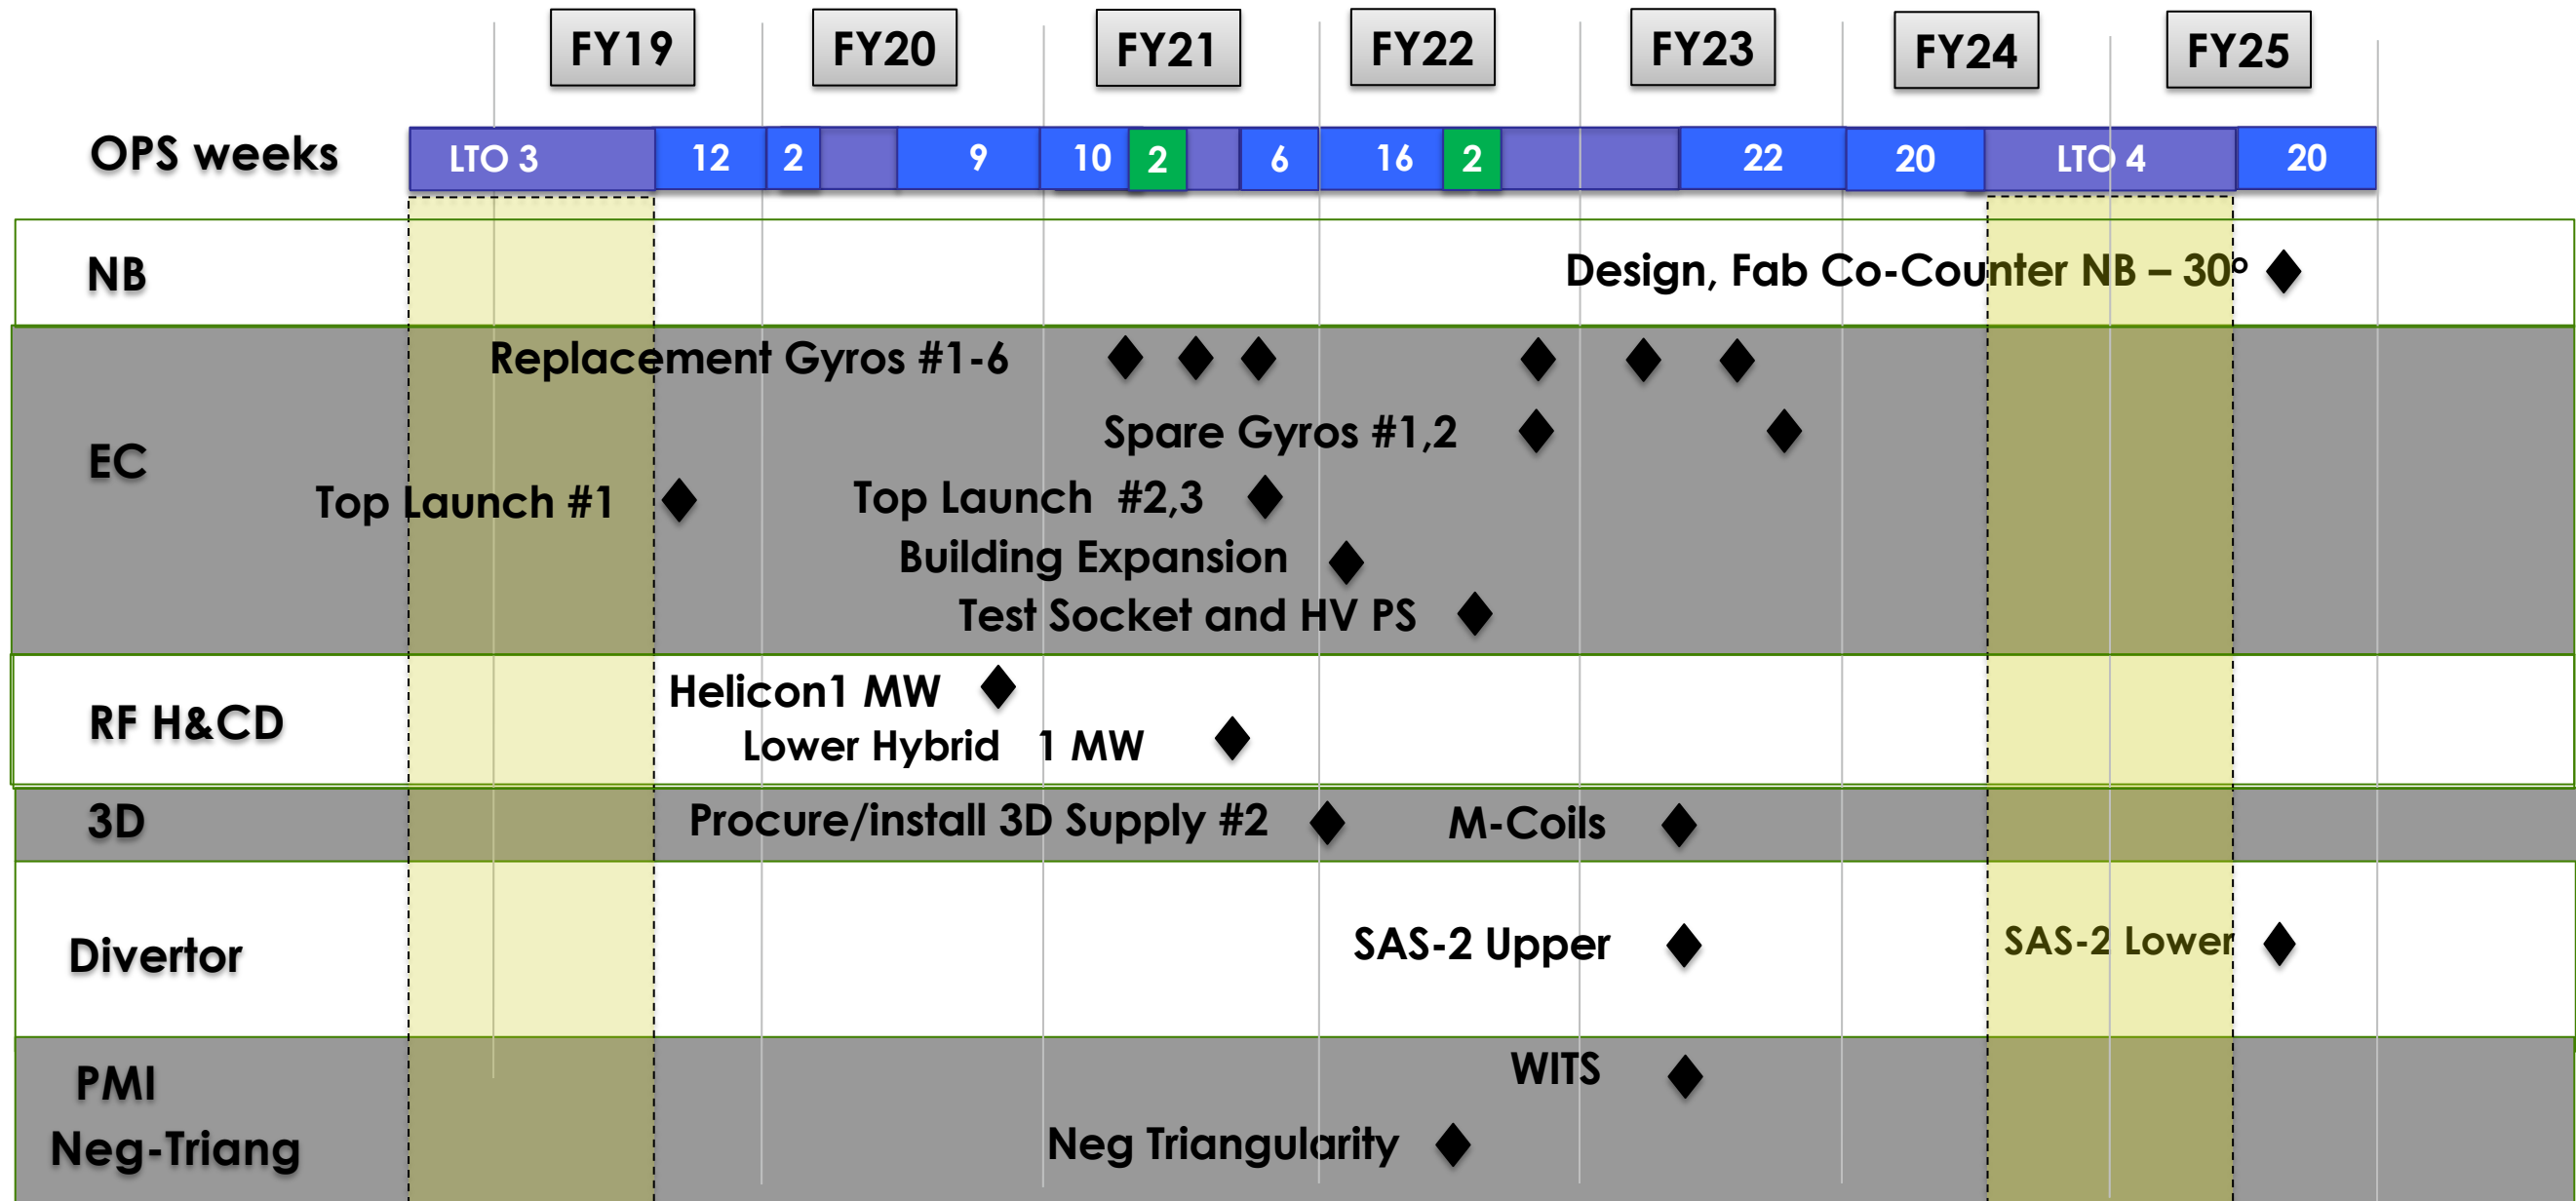 FY19 FY20 FY21 FY22 FY23 FY24 FY25
OPS weeks LTO 3 12 2 9 10 2 6 16 2 22 20 LTO 4 20
NB Design, Fab Co-Counter NB – 30°
Replacement Gyros #1-6
Spare Gyros #1,2
EC
Top Launch #1 Top Launch #2,3
Building Expansion
Test Socket and HV PS
Helicon1 MW
RF H&CD
Lower Hybrid 1 MW
3D Procure/install 3D Supply #2 M-Coils
Divertor SAS-2 Upper SAS-2 Lower
PMI WITS
Neg-Triang Neg Triangularity